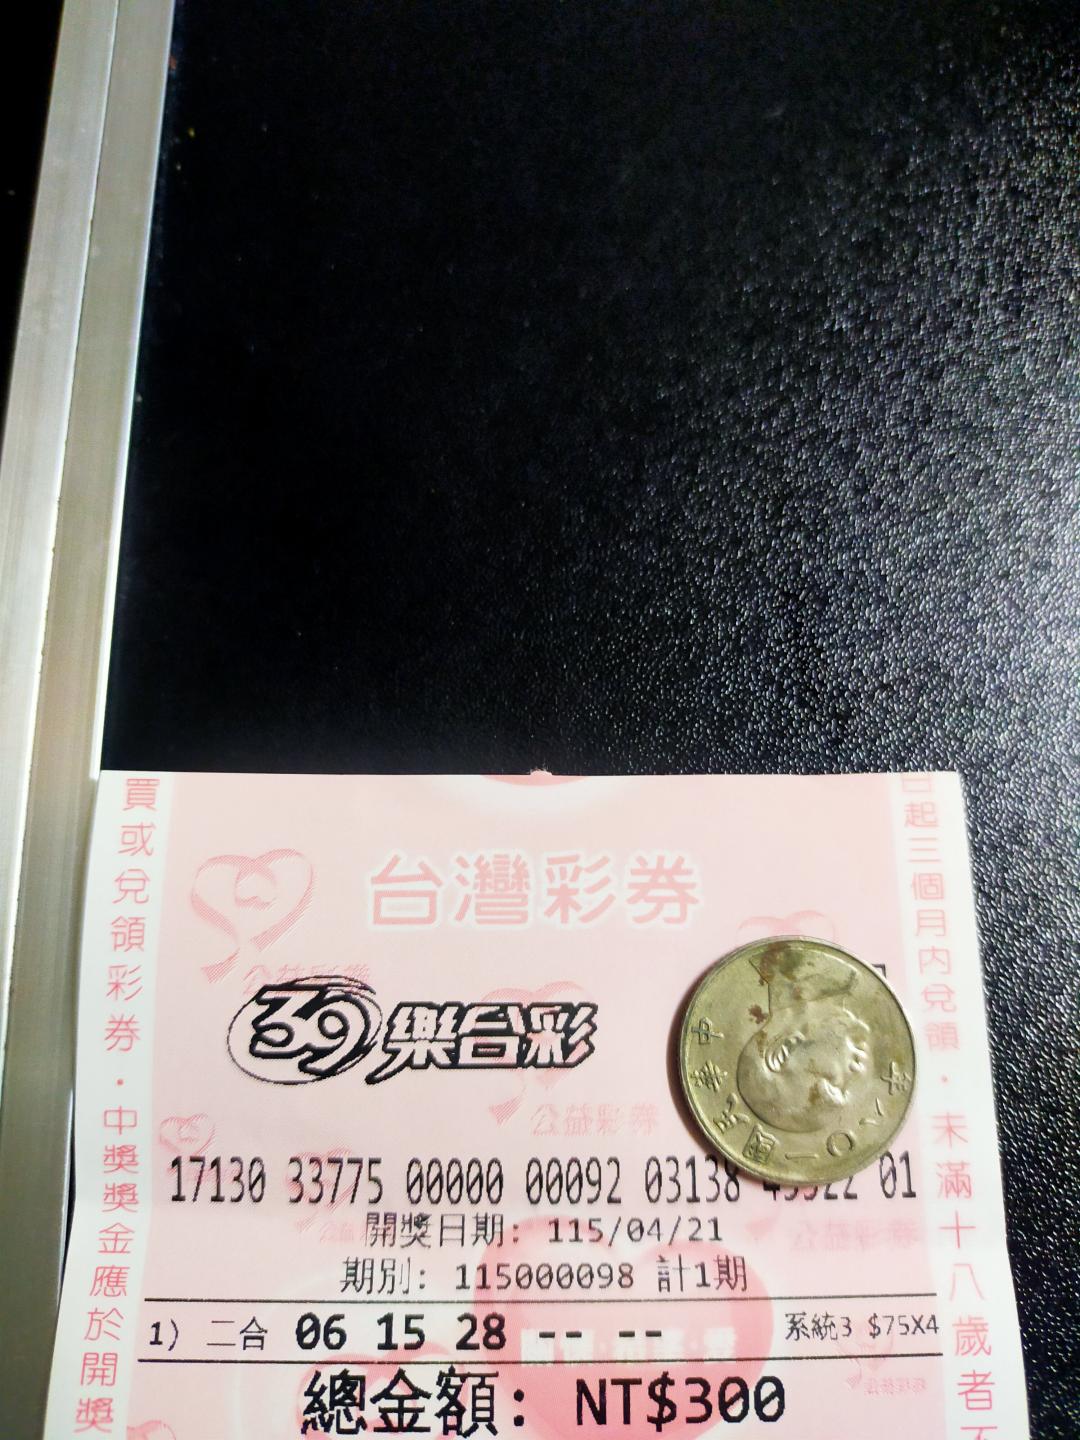 台灣彩券
公益彩券
39樂合彩
公益彩券
17130 33775 00000 00092 03138 01
開獎日期: 115/04/21
期別: 115000098 計1期
1) 二合 06 15 28 -- -- 系統3 $75X4
總金額: NT$300
買或兌領彩券．中獎獎金應於開獎
日起三個月內兌領．未滿十八歲者不
中華民國一〇八年